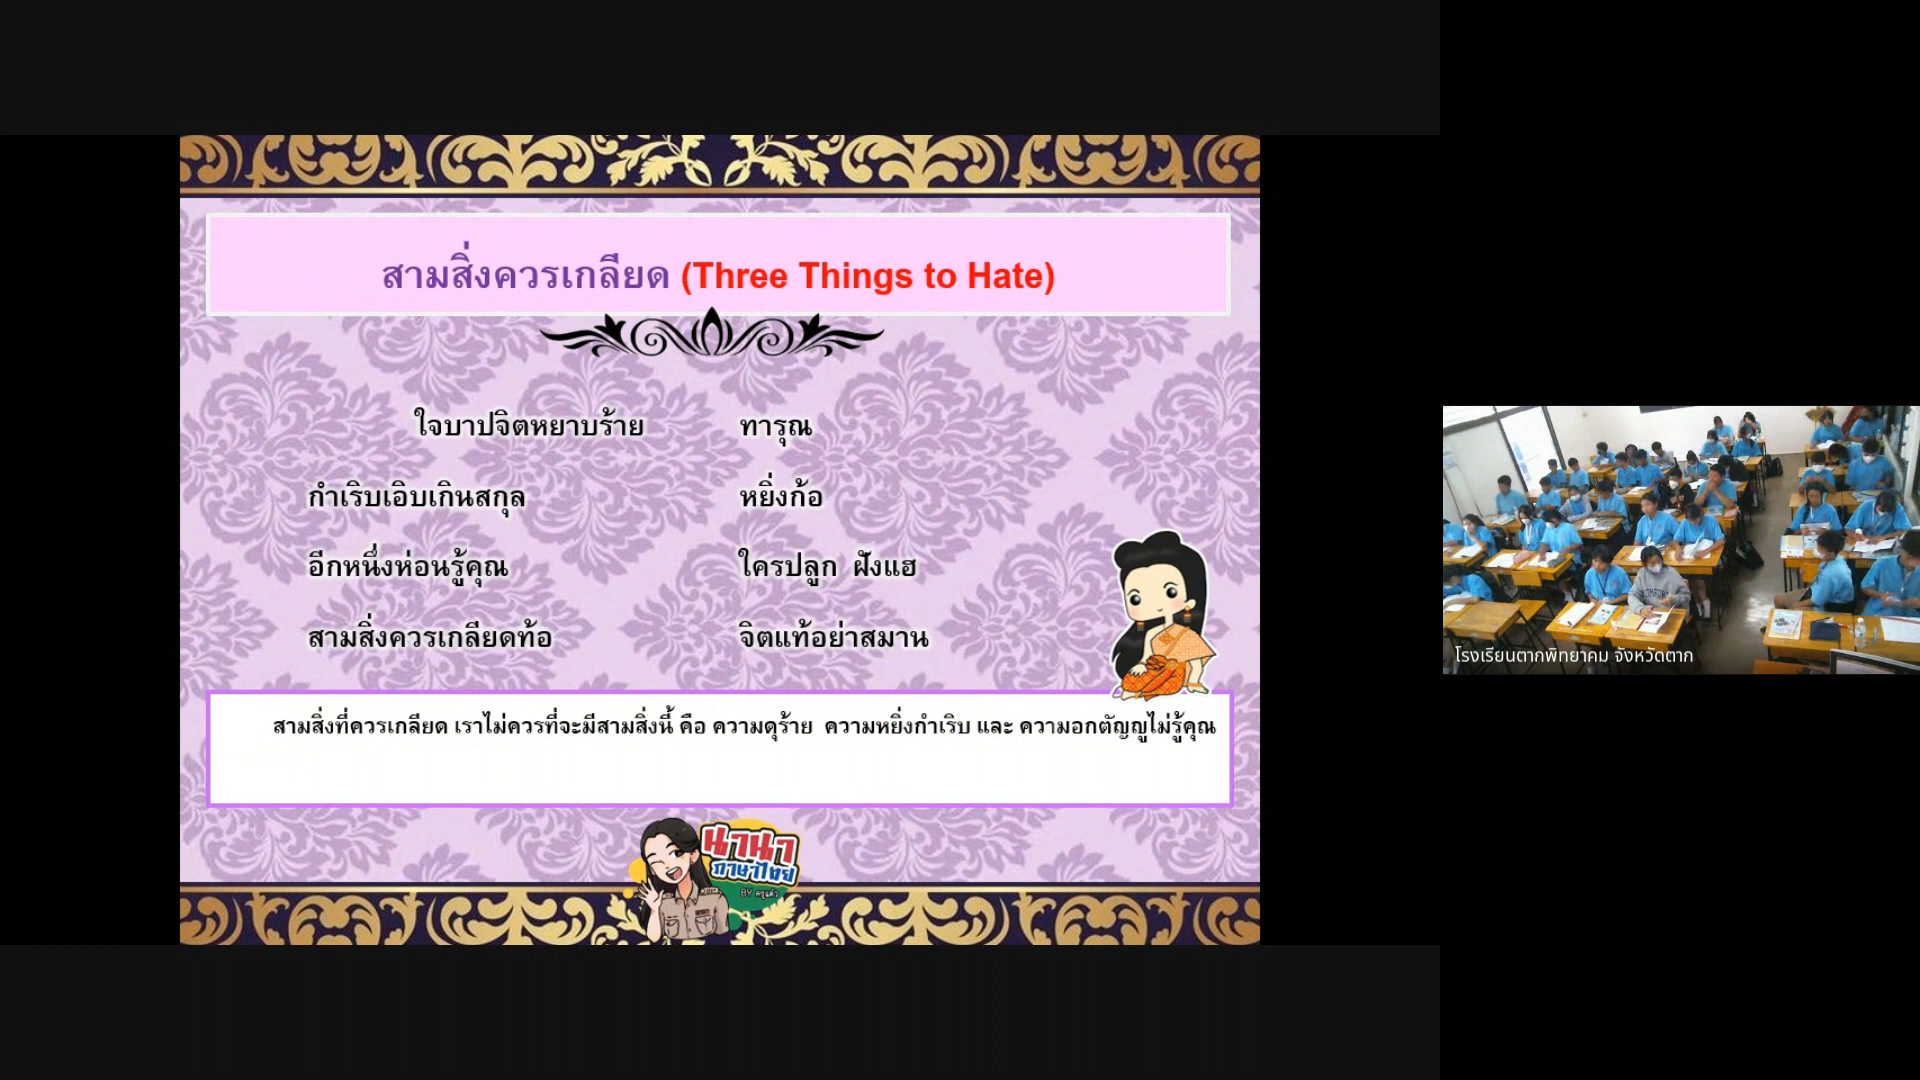 สามสิ่งควรเกลียด (Three Things to Hate)
ใจบาปจิตหยาบร้าย ทารุณ
กำเริบเอิบเกินสกุล หยิ่งก้อ
อีกหนึ่งห่อนรู้คุณ ใครปลูก ฝังแฮ
สามสิ่งควรเกลียดท้อ จิตแท้อย่าสมาน
สามสิ่งที่ควรเกลียด เราไม่ควรที่จะมีสามสิ่งนี้ คือ ความดุร้าย ความหยิ่งกำเริบ และ ความอกตัญญูไม่รู้คุณ
นานา
ภาษาไทย
BY ครูแต้ว
โรงเรียนตากพิทยาคม จังหวัดตาก